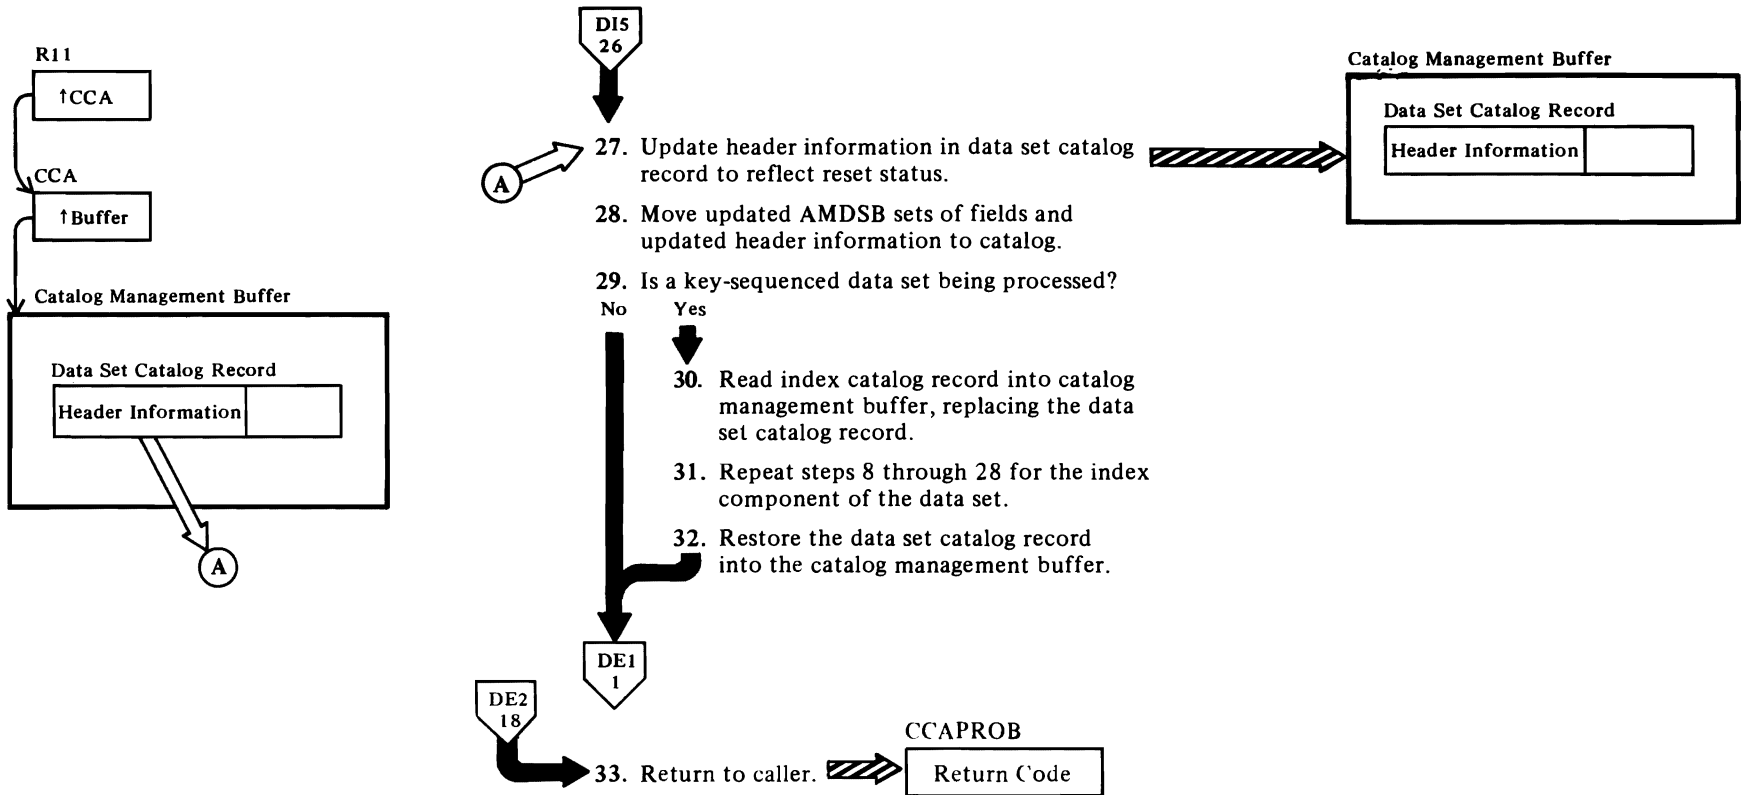 R11
↑CCA
CCA
↑Buffer
Catalog Management Buffer
Data Set Catalog Record
Header Information
A
DI5
26
A
27. Update header information in data set catalog
record to reflect reset status.
28. Move updated AMDSB sets of fields and
updated header information to catalog.
29. Is a key-sequenced data set being processed?
No Yes
30. Read index catalog record into catalog
management buffer, replacing the data
set catalog record.
31. Repeat steps 8 through 28 for the index
component of the data set.
32. Restore the data set catalog record
into the catalog management buffer.
DE1
1
DE2
18
33. Return to caller.
CCAPROB
Return Code
Catalog Management Buffer
Data Set Catalog Record
Header Information